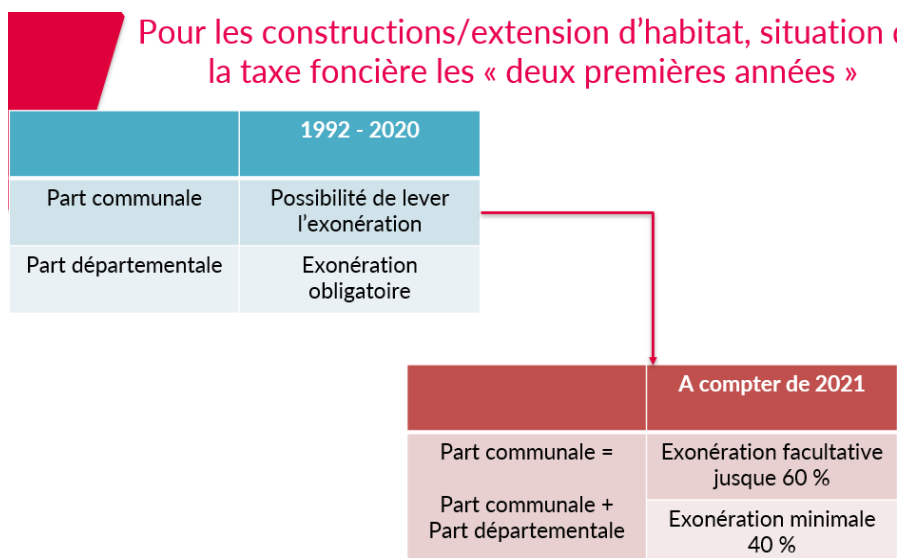 Pour les constructions/extension d’habitat, situation
la taxe foncière les « deux premières années »
1992 - 2020
Part communale
Possibilité de lever
l’exonération
Part départementale
Exonération
obligatoire
A compter de 2021
Part communale =
Part communale +
Part départementale
Exonération facultative
jusque 60 %
Exonération minimale
40 %